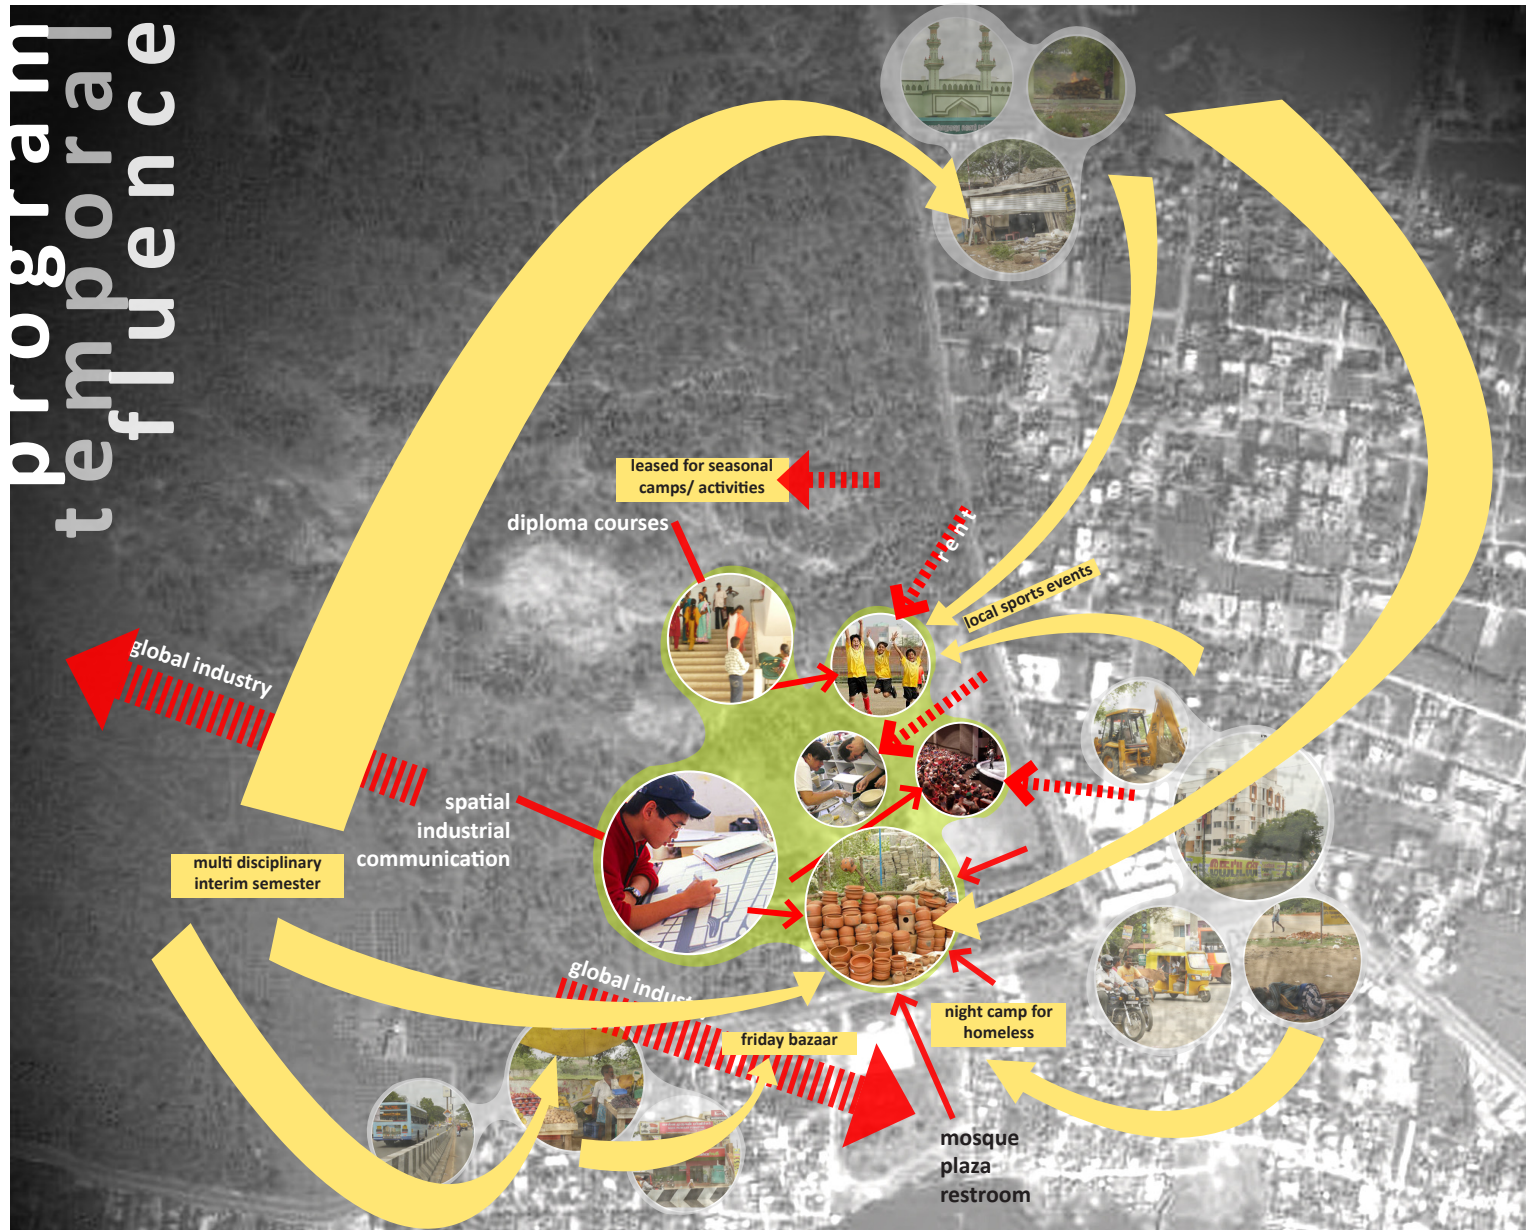 program
temporal
fluence
leased for seasonal
camps/ activities
diploma courses
rent
local sports events
global industry
spatial
industrial
communication
multi disciplinary
interim semester
global industry
friday bazaar
night camp for
homeless
mosque
plaza
restroom